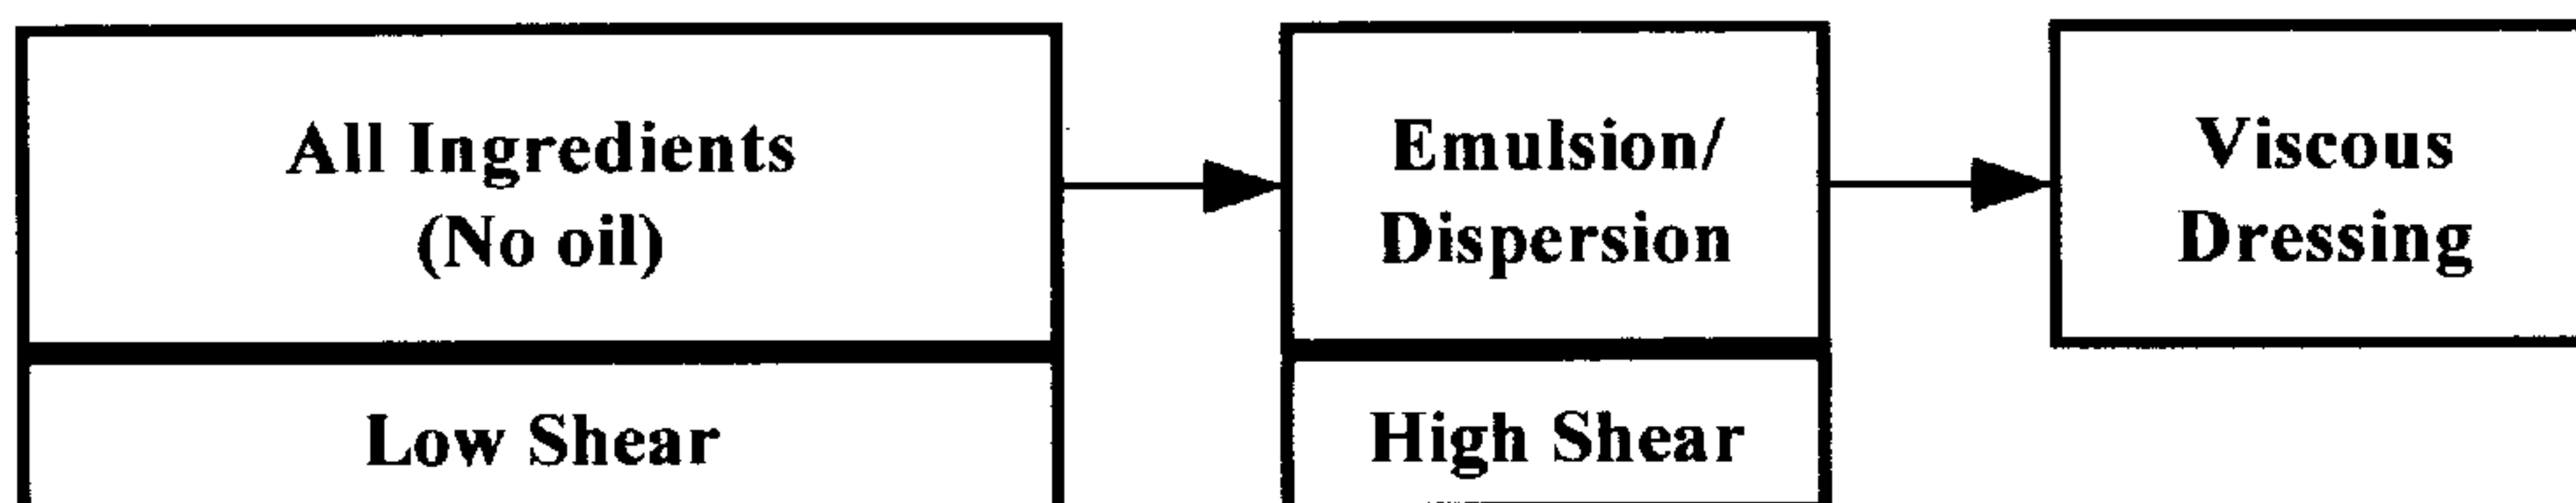 All Ingredients
(No oil)
Low Shear
Emulsion/
Dispersion
High Shear
Viscous
Dressing